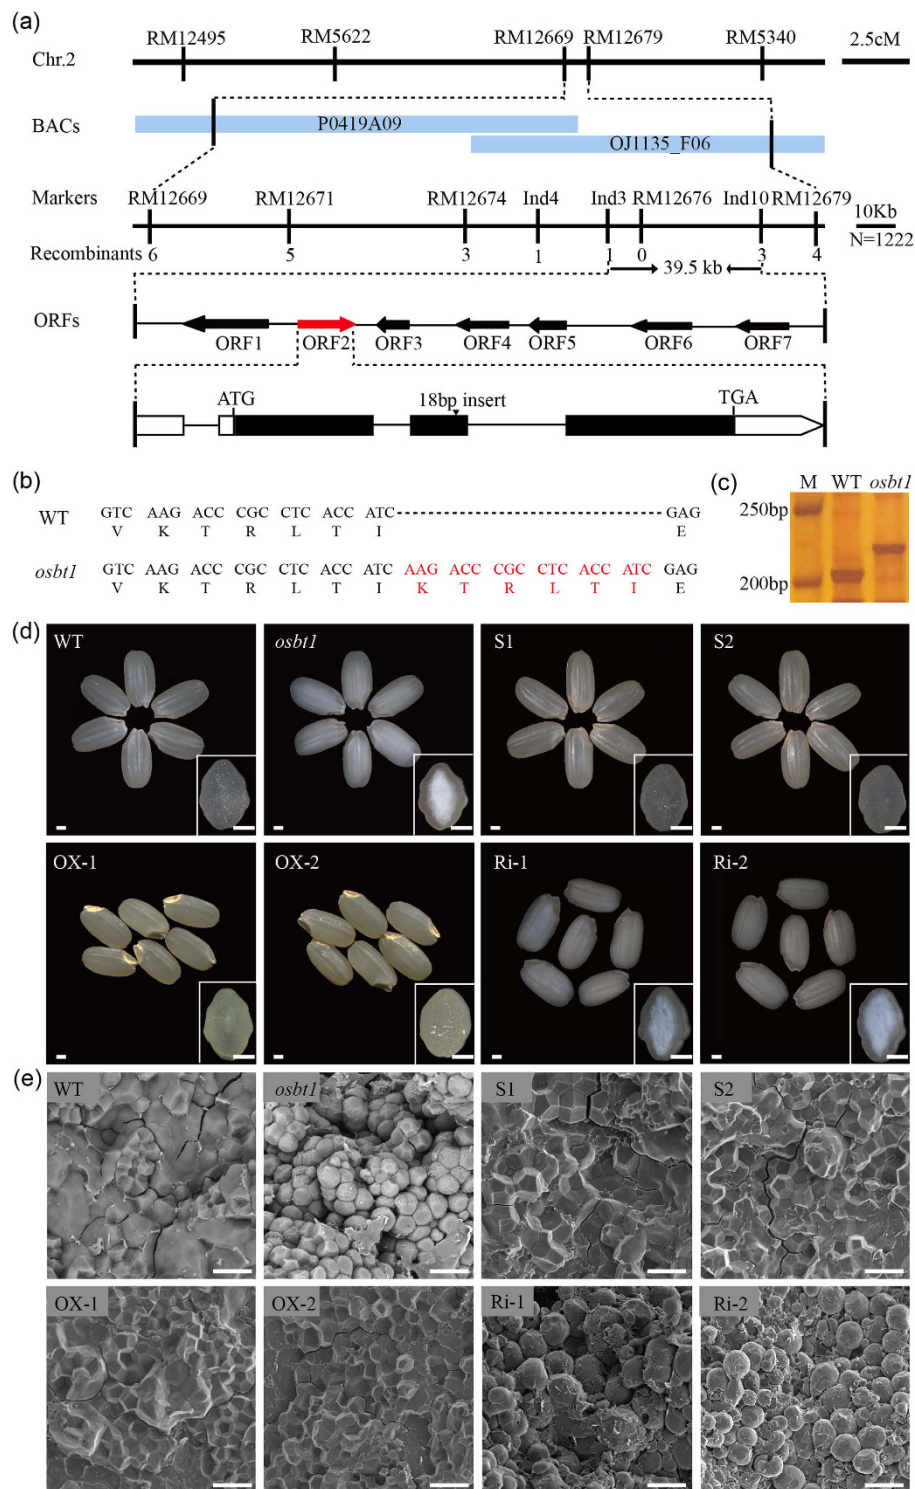 (a)
RM12495 RM5622 RM12669 RM12679 RM5340 2.5cM
Chr.2
BACs
P0419A09
OJ1135_F06
Markers RM12669 RM12671 RM12674 Ind4 Ind3 RM12676 Ind10 RM12679 10Kb
N=1222
Recombinants 6 5 3 1 1 0 3 4
39.5 kb
ORFs
ORF1 ORF2 ORF3 ORF4 ORF5 ORF6 ORF7
ATG 18bp insert TGA
(b)
WT GTC AAG ACC CGC CTC ACC ATC GAG
V K T R L T I E
osbt1 GTC AAG ACC CGC CTC ACC ATC AAG ACC CGC CTC ACC ATC GAG
V K T R L T I K T R L T I E
(c)
M WT osbt1
250bp
200bp
(d)
WT osbt1 S1 S2
OX-1 OX-2 Ri-1 Ri-2
(e)
WT osbt1 S1 S2
OX-1 OX-2 Ri-1 Ri-2